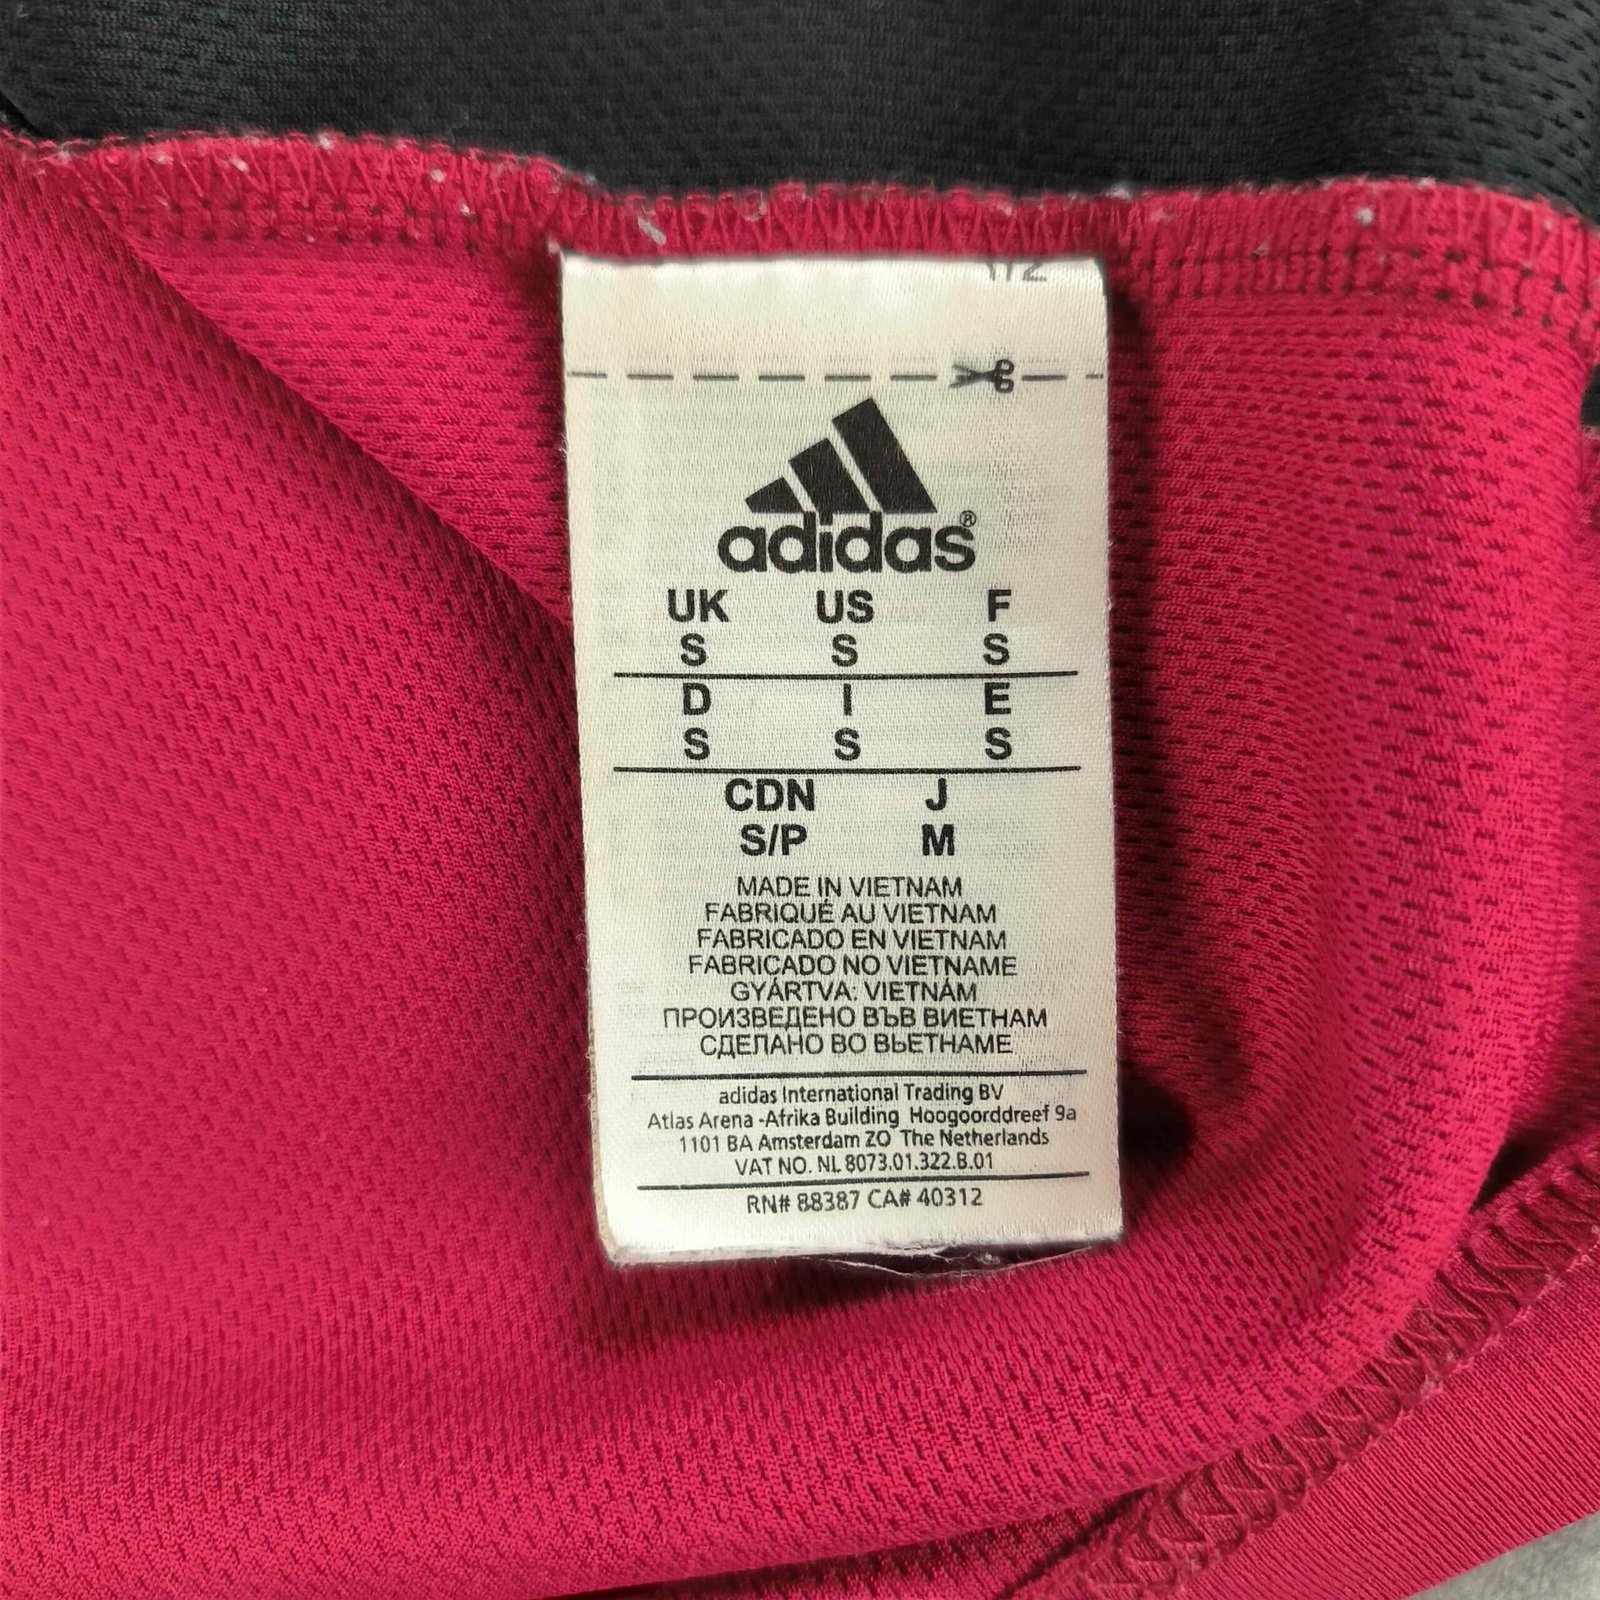 adidas®
UK US F
S S S
D I E
S S S
CDN J
S/P M
MADE IN VIETNAM
FABRIQUÉ AU VIETNAM
FABRICADO EN VIETNAM
FABRICADO NO VIETNAME
GYÁRTVA: VIETNÁM
ПРОИЗВЕДЕНО ВЪВ ВИЕТНАМ
СДЕЛАНО ВО ВЬЕТНАМЕ
adidas International Trading BV
Atlas Arena -Afrika Building Hoogoorddreef 9a
1101 BA Amsterdam ZO The Netherlands
VAT NO. NL 8073.01.322.B.01
RN# 88387 CA# 40312